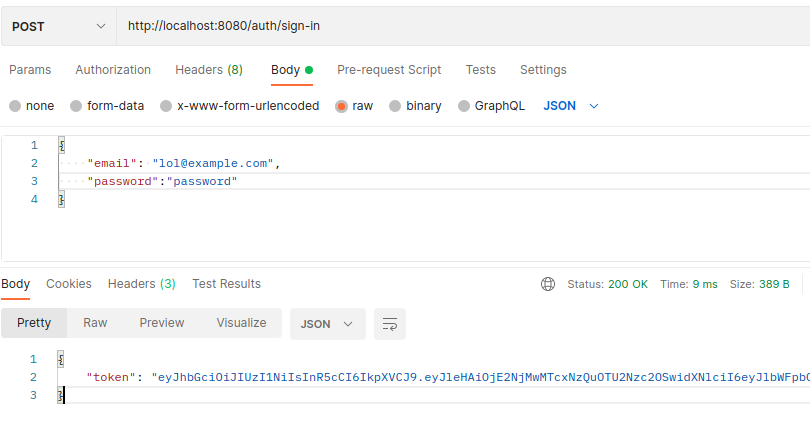 POST http://localhost:8080/auth/sign-in
Params Authorization Headers (8) Body Pre-request Script Tests Settings
none form-data x-www-form-urlencoded raw binary GraphQL JSON
1 {
2 "email": "lol@example.com",
3 "password":"password"
4 }
Body Cookies Headers (3) Test Results Status: 200 OK Time: 9 ms Size: 389 B
Pretty Raw Preview Visualize JSON
1 {
2 "token": "eyJhbGciOiJIUzI1NiIsInR5cCI6IkpXVCJ9.eyJleHAiOjE2NjMwMTcxNzQuOTU2Nzc2OSwidXNlciI6eyJlbWFpbC
3 }